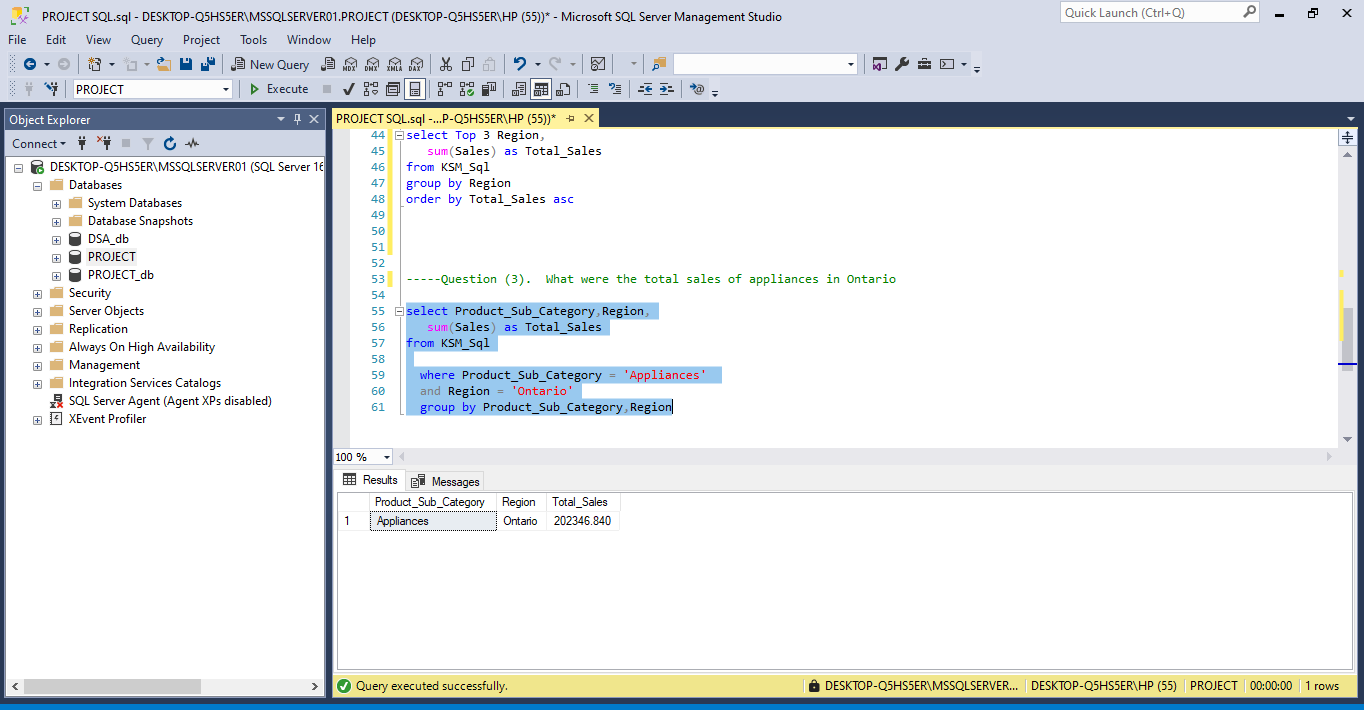 PROJECT SQL.sql - DESKTOP-Q5HS5ER\MSSQLSERVER01.PROJECT (DESKTOP-Q5HS5ER\HP (55))* - Microsoft SQL Server Management Studio
Quick Launch (Ctrl+Q)
File Edit View Query Project Tools Window Help
New Query MDX DMX XMLA DAX
PROJECT Execute
Object Explorer
PROJECT SQL.sql -...P-Q5HS5ER\HP (55))*
Connect
DESKTOP-Q5HS5ER\MSSQLSERVER01 (SQL Server 16
Databases
System Databases
Database Snapshots
DSA_db
PROJECT
PROJECT_db
Security
Server Objects
Replication
Always On High Availability
Management
Integration Services Catalogs
SQL Server Agent (Agent XPs disabled)
XEvent Profiler
44 select Top 3 Region,
45 sum(Sales) as Total_Sales
46 from KSM_Sql
47 group by Region
48 order by Total_Sales asc
49
50
51
52
53 -----Question (3).  What were the total sales of appliances in Ontario
54
55 select Product_Sub_Category,Region,
56 sum(Sales) as Total_Sales
57 from KSM_Sql
58
59 where Product_Sub_Category = 'Appliances'
60 and Region = 'Ontario'
61 group by Product_Sub_Category,Region
100 %
Results Messages
Product_Sub_Category Region Total_Sales
1 Appliances Ontario 202346.840
Query executed successfully.
DESKTOP-Q5HS5ER\MSSQLSERVER... DESKTOP-Q5HS5ER\HP (55) PROJECT 00:00:00 1 rows